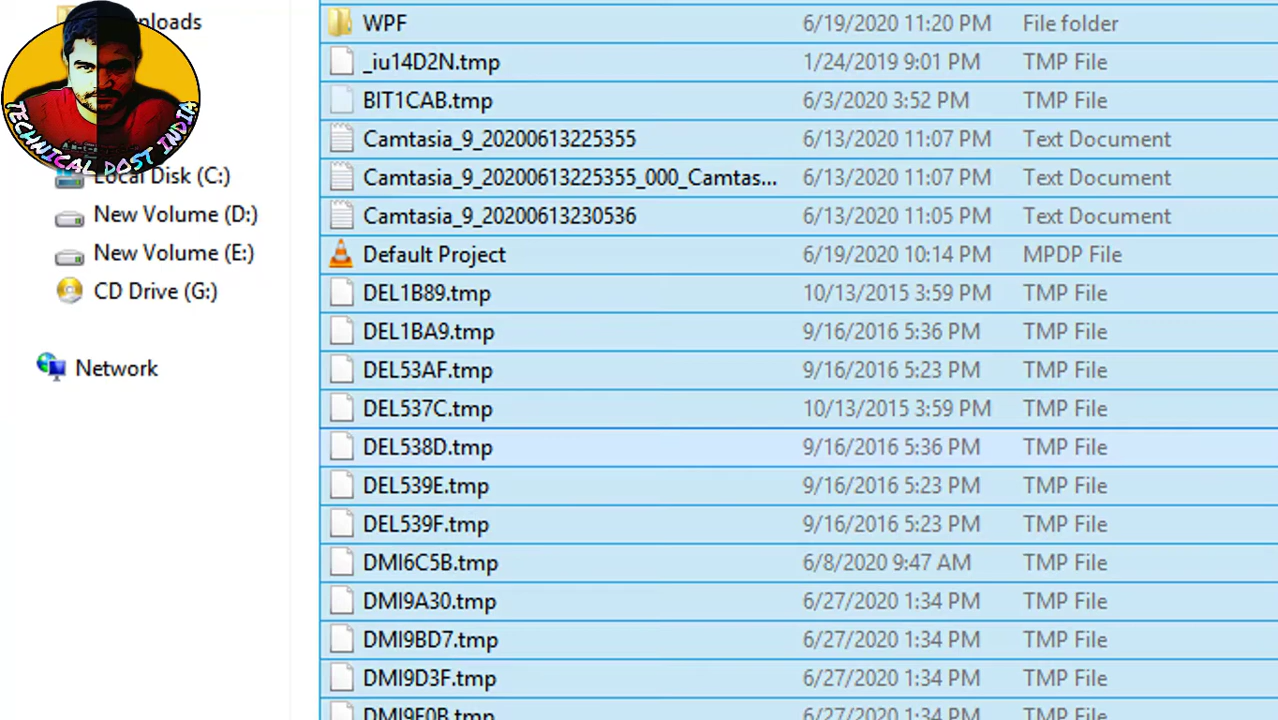 TECHNICAL DOST INDIA
Local Disk (C:)
New Volume (D:)
New Volume (E:)
CD Drive (G:)
Network
WPF 6/19/2020 11:20 PM File folder
_iu14D2N.tmp 1/24/2019 9:01 PM TMP File
BIT1CAB.tmp 6/3/2020 3:52 PM TMP File
Camtasia_9_20200613225355 6/13/2020 11:07 PM Text Document
Camtasia_9_20200613225355_000_Camtas... 6/13/2020 11:07 PM Text Document
Camtasia_9_20200613230536 6/13/2020 11:05 PM Text Document
Default Project 6/19/2020 10:14 PM MPDP File
DEL1B89.tmp 10/13/2015 3:59 PM TMP File
DEL1BA9.tmp 9/16/2016 5:36 PM TMP File
DEL53AF.tmp 9/16/2016 5:23 PM TMP File
DEL537C.tmp 10/13/2015 3:59 PM TMP File
DEL538D.tmp 9/16/2016 5:36 PM TMP File
DEL539E.tmp 9/16/2016 5:23 PM TMP File
DEL539F.tmp 9/16/2016 5:23 PM TMP File
DMI6C5B.tmp 6/8/2020 9:47 AM TMP File
DMI9A30.tmp 6/27/2020 1:34 PM TMP File
DMI9BD7.tmp 6/27/2020 1:34 PM TMP File
DMI9D3F.tmp 6/27/2020 1:34 PM TMP File
6/27/2020 1:34 PM TMP File